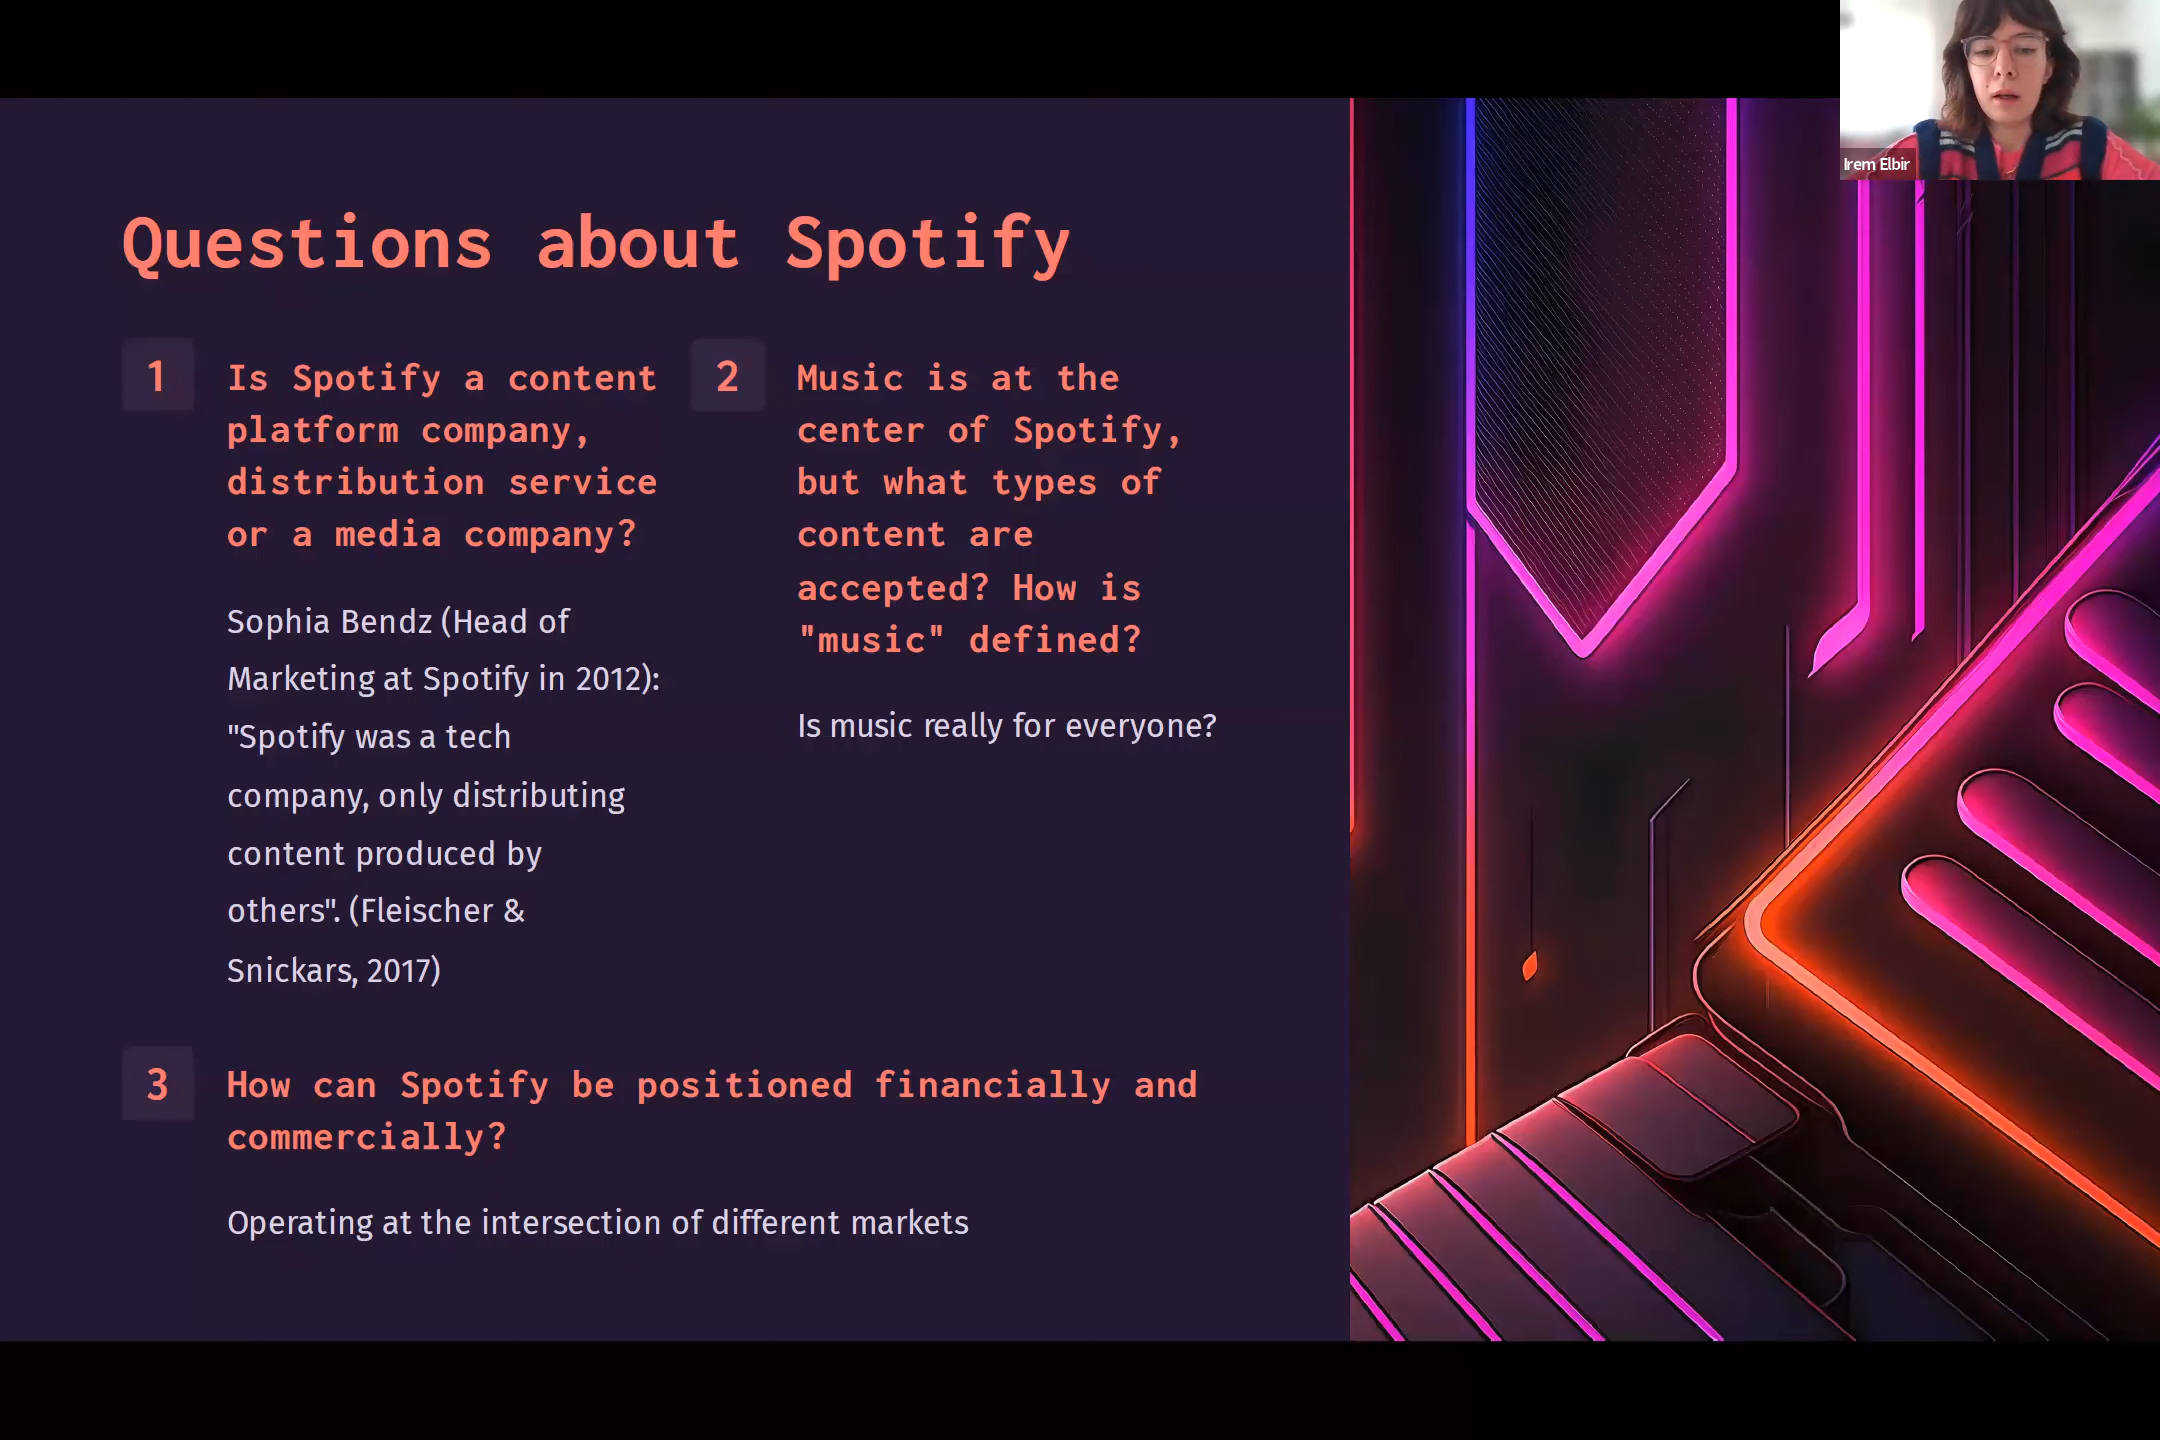 Irem Elbir
Questions about Spotify
1
Is Spotify a content
platform company,
distribution service
or a media company?
Sophia Bendz (Head of
Marketing at Spotify in 2012):
"Spotify was a tech
company, only distributing
content produced by
others". (Fleischer &
Snickars, 2017)
2
Music is at the
center of Spotify,
but what types of
content are
accepted? How is
"music" defined?
Is music really for everyone?
3
How can Spotify be positioned financially and
commercially?
Operating at the intersection of different markets